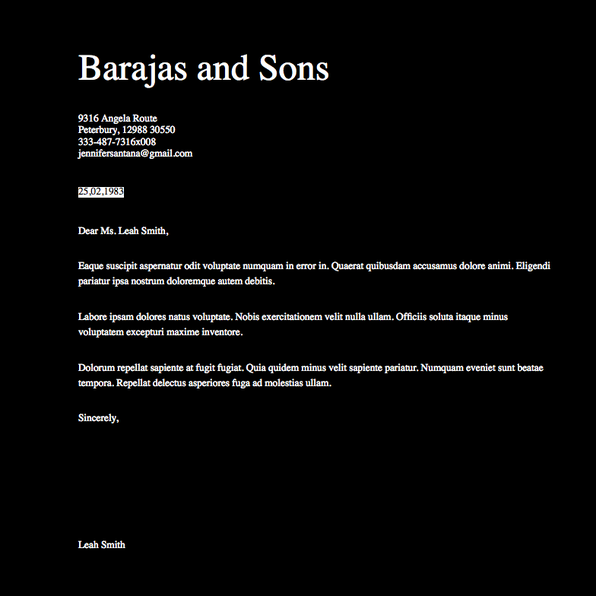 Barajas and Sons
9316 Angela Route
Peterbury, 12988 30550
333-487-7316x008
jennifersantana@gmail.com
25,02,1983
Dear Ms. Leah Smith,
Eaque suscipit aspernatur odit voluptate numquam in error in. Quaerat quibusdam accusamus dolore animi. Eligendi
pariatur ipsa nostrum doloremque autem debitis.
Labore ipsam dolores natus voluptate. Nobis exercitationem velit nulla ullam. Officiis soluta itaque minus
voluptatem excepturi maxime inventore.
Dolorum repellat sapiente at fugit fugiat. Quia quidem minus velit sapiente pariatur. Numquam eveniet sunt beatae
tempora. Repellat delectus asperiores fuga ad molestias ullam.
Sincerely,
Leah Smith